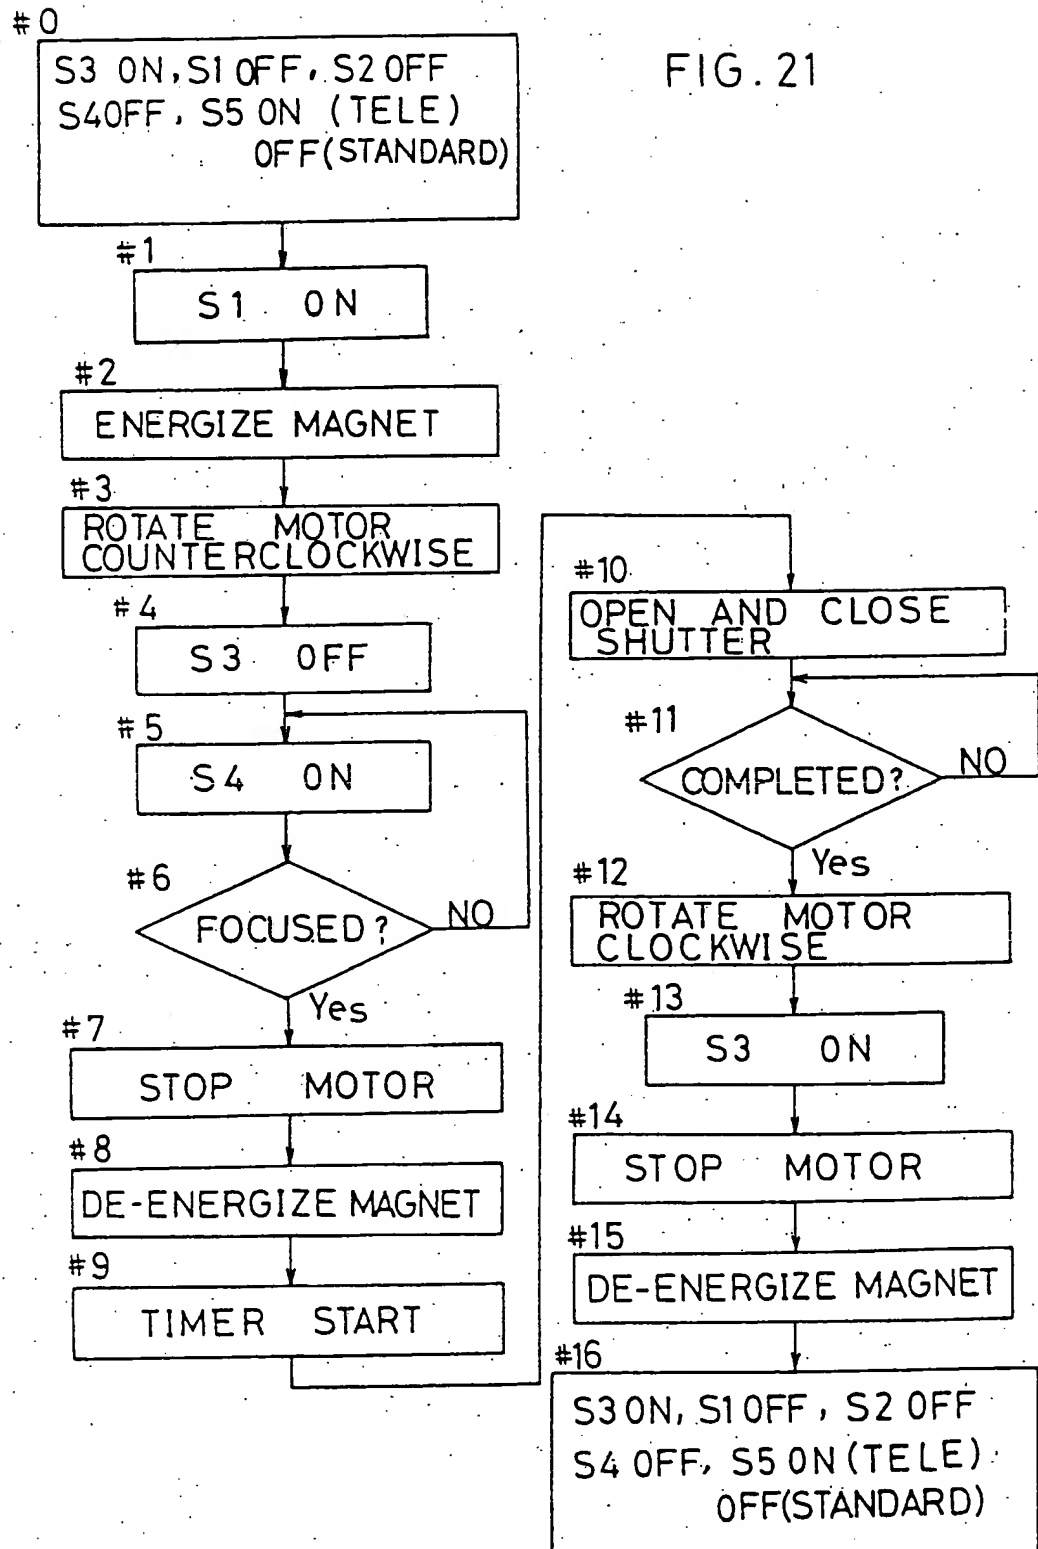 FIG. 21
#0
S3 ON, S1 OFF, S2 OFF
S4 OFF, S5 ON (TELE)
OFF(STANDARD)
#1
S1 ON
#2
ENERGIZE MAGNET
#3
ROTATE MOTOR
COUNTERCLOCKWISE
#4
S3 OFF
#5
S4 ON
#6
FOCUSED?
NO
Yes
#7
STOP MOTOR
#8
DE-ENERGIZE MAGNET
#9
TIMER START
#10
OPEN AND CLOSE
SHUTTER
#11
COMPLETED?
NO
Yes
#12
ROTATE MOTOR
CLOCKWISE
#13
S3 ON
#14
STOP MOTOR
#15
DE-ENERGIZE MAGNET
#16
S3 ON, S1 OFF, S2 OFF
S4 OFF, S5 ON (TELE)
OFF(STANDARD)